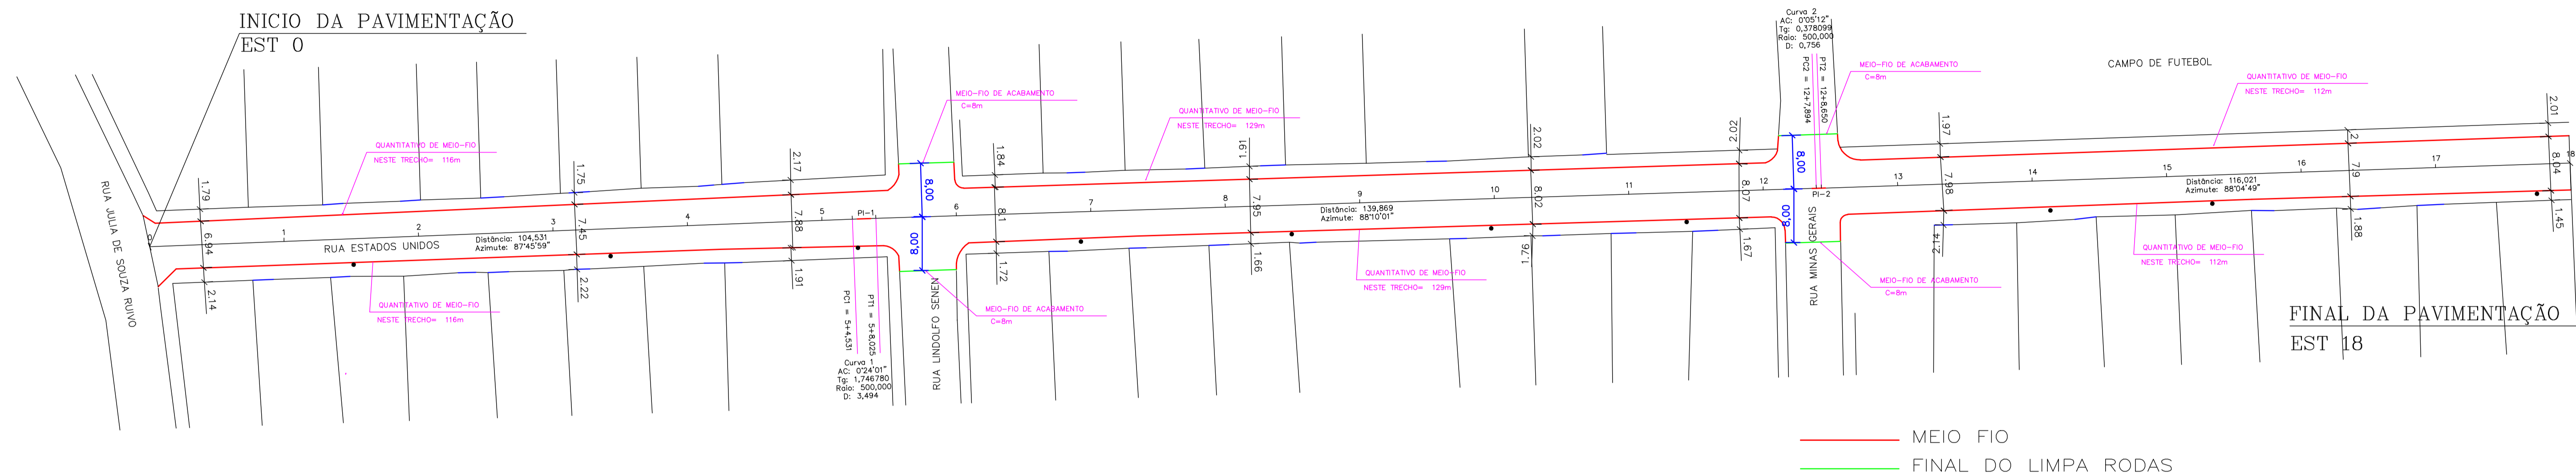 INICIO DA PAVIMENTAÇÃO
EST 0
RUA JULIA DE SOUZA RUIVO
0
1.79
6.94
2.14
1
QUANTITATIVO DE MEIO-FIO
NESTE TRECHO= 116m
2
RUA ESTADOS UNIDOS
Distância: 104,531
Azimute: 87°45'59"
QUANTITATIVO DE MEIO-FIO
NESTE TRECHO= 116m
3
1.75
7.45
2.22
4
2.17
7.88
1.91
5
PI-1
PC1 = 5+4,531
PT1 = 5+8,025
Curva 1
AC: 0°24'01"
Tg: 1,746780
Raio: 500,000
D: 3,494
MEIO-FIO DE ACABAMENTO
C=8m
8,00
8,00
RUA LINDOLFO SENEN
6
MEIO-FIO DE ACABAMENTO
C=8m
1.84
8.1
1.72
7
QUANTITATIVO DE MEIO-FIO
NESTE TRECHO= 129m
8
1.91
7.95
1.66
9
Distância: 139,869
Azimute: 88°10'01"
QUANTITATIVO DE MEIO-FIO
NESTE TRECHO= 129m
10
2.02
8.02
1.76
11
2.02
8.07
1.67
12
Curva 2
AC: 0°05'12"
Tg: 0,378099
Raio: 500,000
D: 0,756
PC2 = 12+7,894
PT2 = 12+8,650
PI-2
8,00
8,00
RUA MINAS GERAIS
MEIO-FIO DE ACABAMENTO
C=8m
MEIO-FIO DE ACABAMENTO
C=8m
13
1.97
7.98
2.14
14
CAMPO DE FUTEBOL
QUANTITATIVO DE MEIO-FIO
NESTE TRECHO= 112m
15
Distância: 116,021
Azimute: 88°04'49"
QUANTITATIVO DE MEIO-FIO
NESTE TRECHO= 112m
16
2
7.9
1.88
17
2.01
8.04
1.45
18
FINAL DA PAVIMENTAÇÃO
EST 18
MEIO FIO
FINAL DO LIMPA RODAS